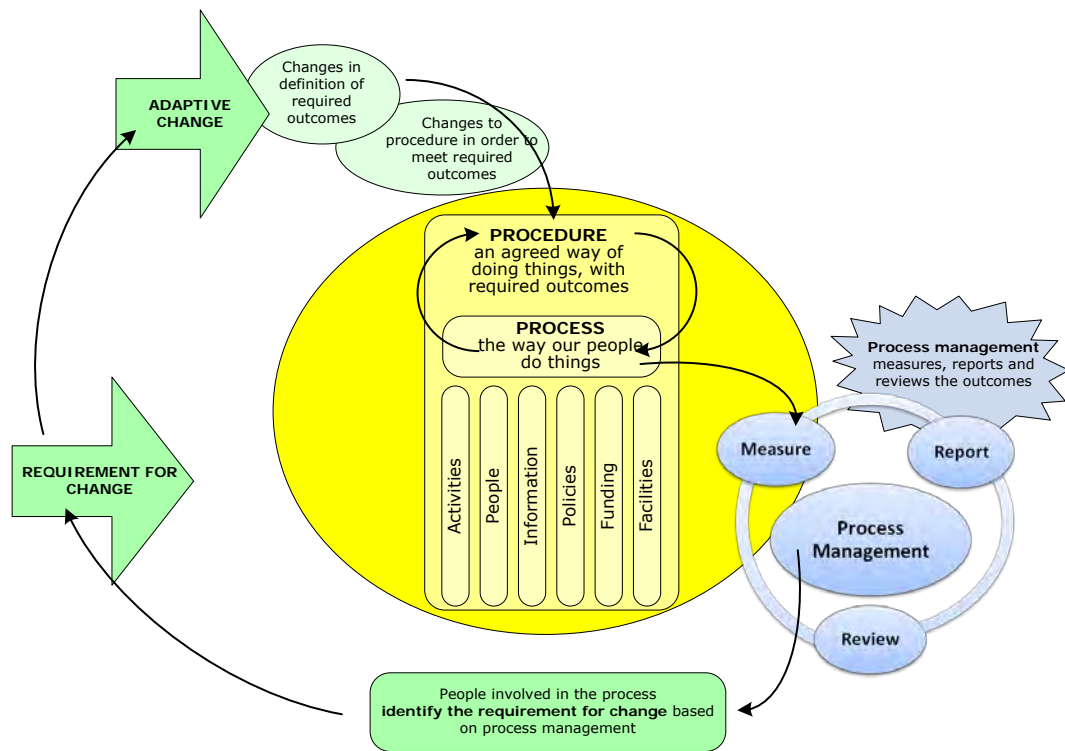 Changes in
definition of
required
outcomes
ADAPTIVE
CHANGE
Changes to
procedure in order to
meet required
outcomes
PROCEDURE
an agreed way of
doing things, with
required outcomes
PROCESS
the way our people
do things
Activities
People
Information
Policies
Funding
Facilities
Process management
measures, reports and
reviews the outcomes
Measure
Report
Process
Management
Review
REQUIREMENT FOR
CHANGE
People involved in the process
identify the requirement for change based
on process management